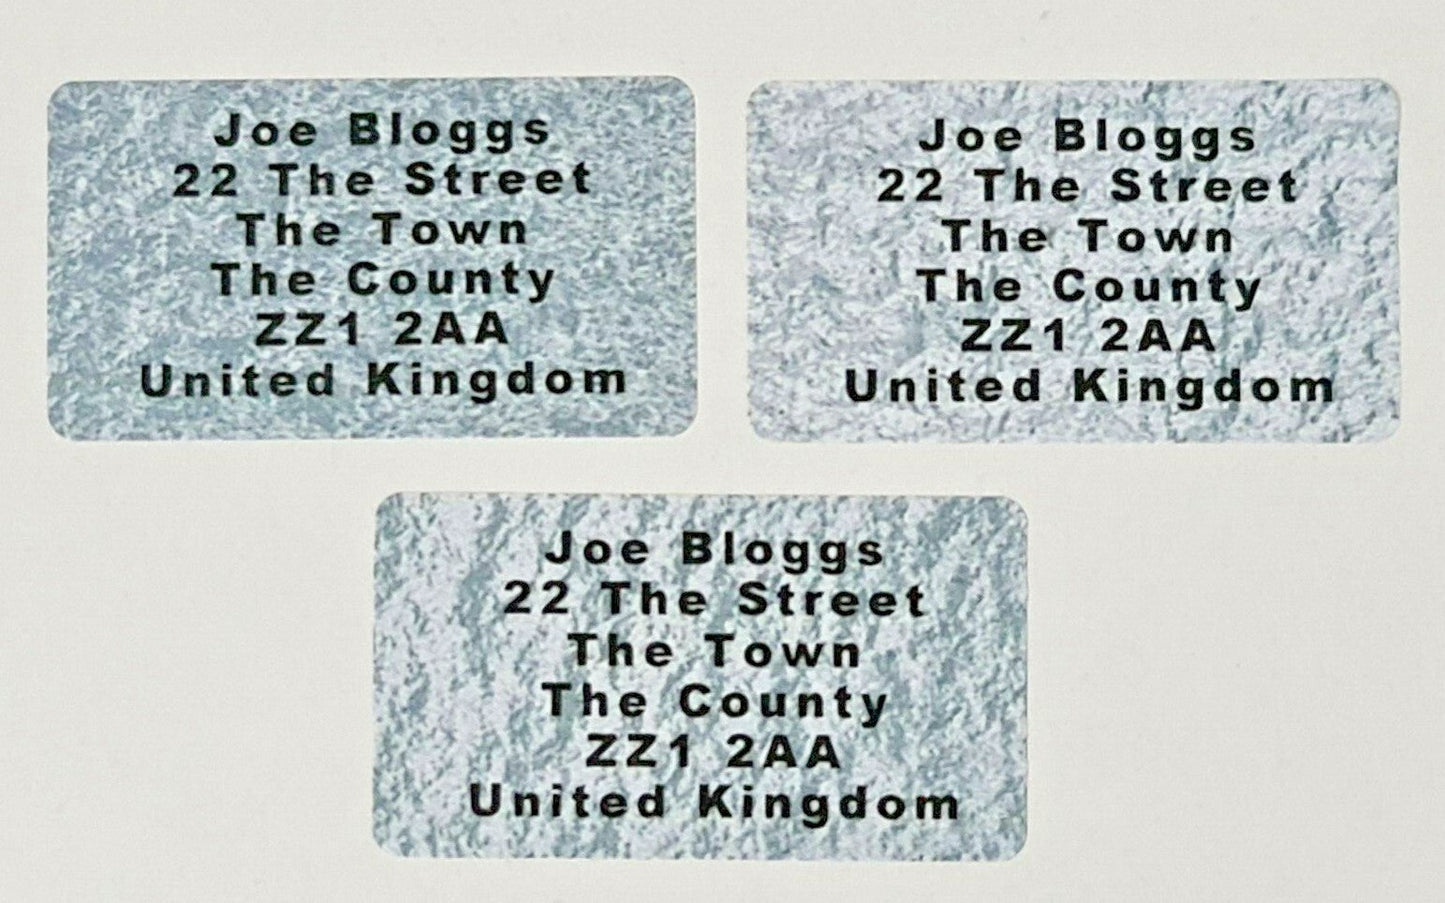 Joe Bloggs
22 The Street
The Town
The County
ZZ1 2AA
United Kingdom
Joe Bloggs
22 The Street
The Town
The County
ZZ1 2AA
United Kingdom
Joe Bloggs
22 The Street
The Town
The County
ZZ1 2AA
United Kingdom